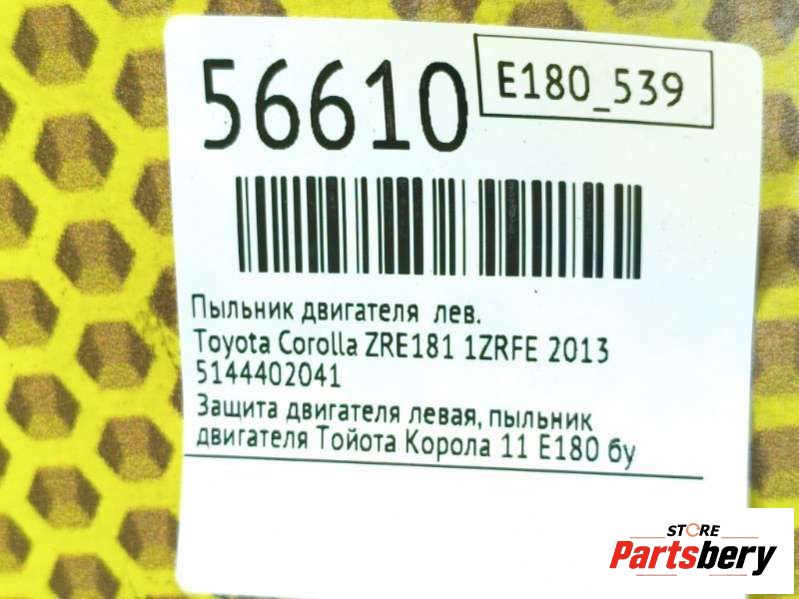 56610
E180_539
Пыльник двигателя лев.
Toyota Corolla ZRE181 1ZRFE 2013
5144402041
Защита двигателя левая, пыльник
двигателя Тойота Корола 11 Е180 бу
STORE
Partsbery